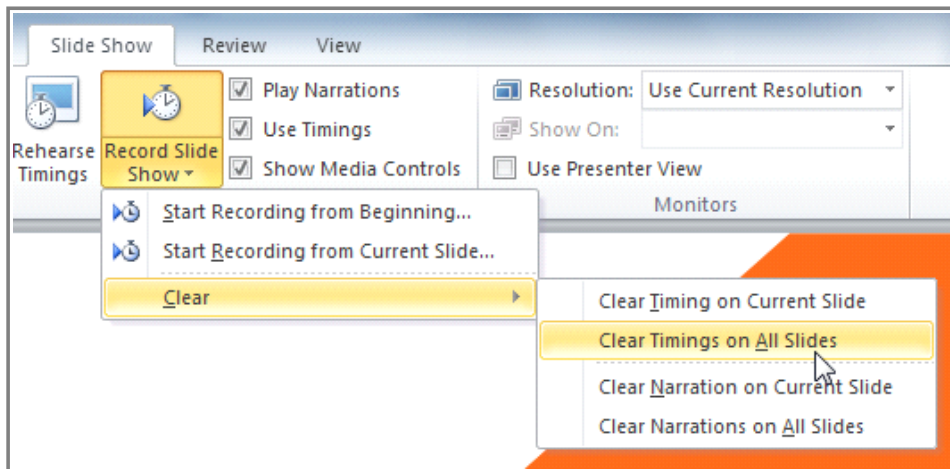 Slide Show
Review
View
Rehearse
Timings
Record Slide
Show
Play Narrations
Use Timings
Show Media Controls
Resolution:
Use Current Resolution
Show On:
Use Presenter View
Monitors
Start Recording from Beginning...
Start Recording from Current Slide...
Clear
Clear Timing on Current Slide
Clear Timings on All Slides
Clear Narration on Current Slide
Clear Narrations on All Slides